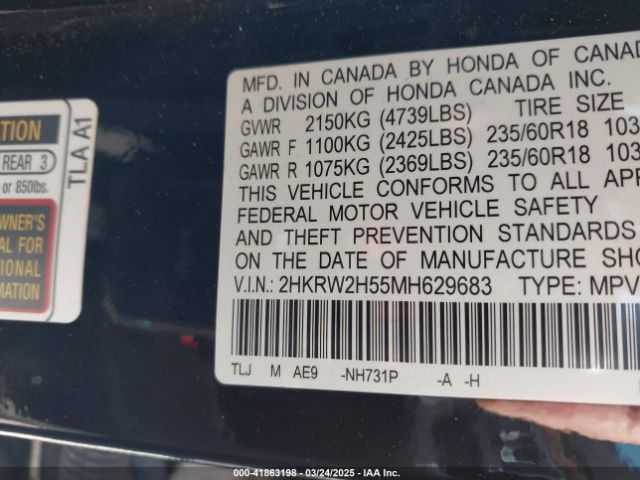 TION
REAR 3
or 850lbs.
WNER'S
AL FOR
IONAL
MATION
TLA A1
MFD. IN CANADA BY HONDA OF CANAD
A DIVISION OF HONDA CANADA INC.
GVWR 2150KG (4739LBS) TIRE SIZE
GAWR F 1100KG (2425LBS) 235/60R18 103
GAWR R 1075KG (2369LBS) 235/60R18 103
THIS VEHICLE CONFORMS TO ALL APP
FEDERAL MOTOR VEHICLE SAFETY
AND THEFT PREVENTION STANDARDS
ON THE DATE OF MANUFACTURE SHO
V.I.N.: 2HKRW2H55MH629683 TYPE: MPV
TLJ M AE9 -NH731P -A -H
00-41863198 - 03/24/2025 - IAA Inc.